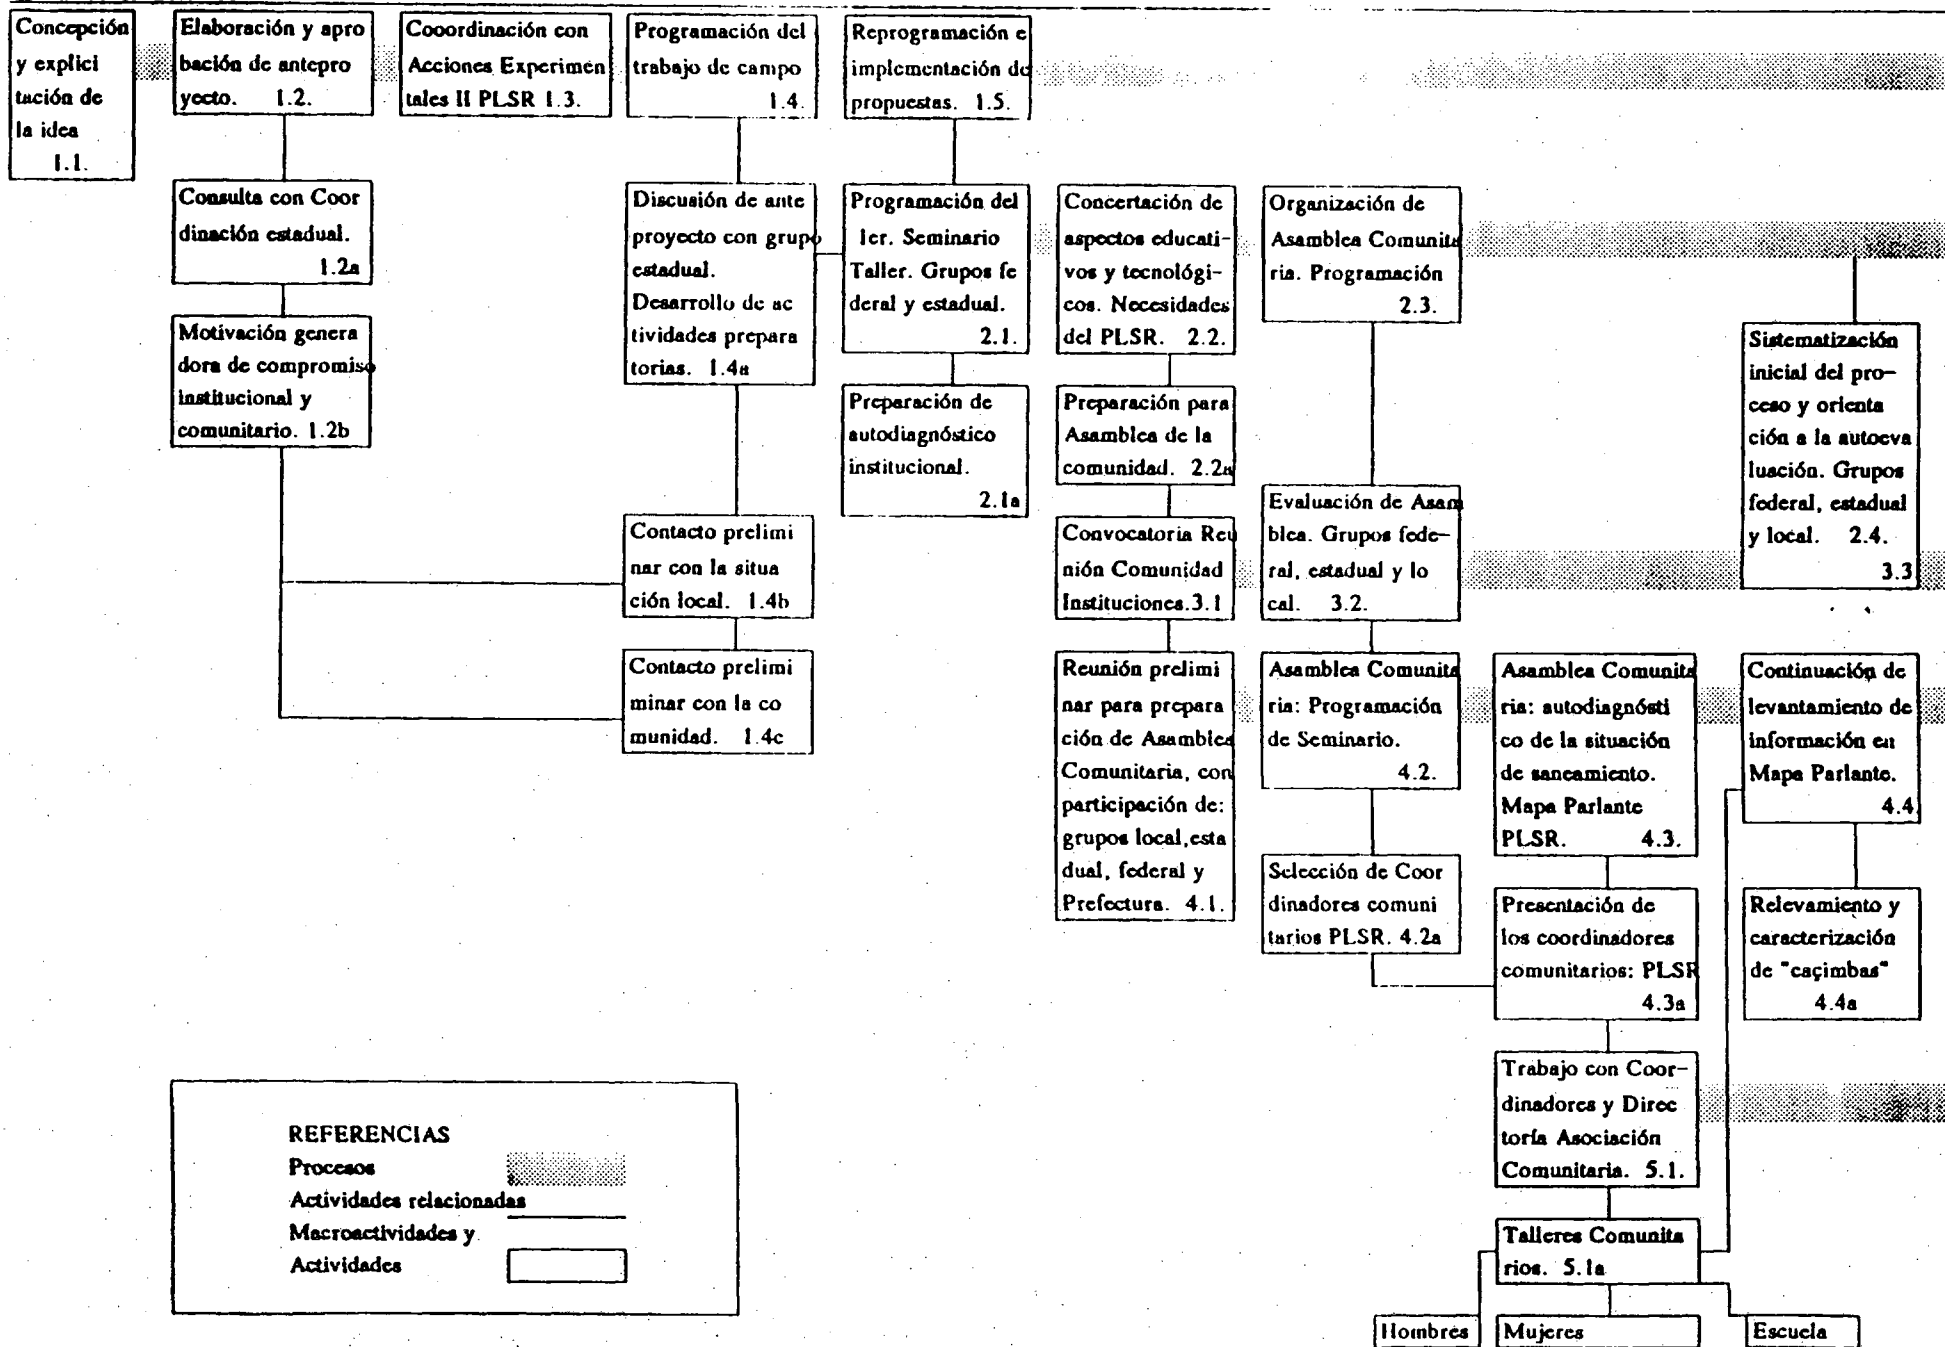 Concepción
y explici
tación de
la idea
1.1.
Elaboración y apro
bación de antepro
yecto. 1.2.
Cooordinación con
Acciones Experimen
tales II PLSR 1.3.
Programación del
trabajo de campo
1.4.
Reprogramación e
implementación de
propuestas. 1.5.
Consulta con Coor
dinación estadual.
1.2a
Motivación genera
dora de compromiso
institucional y
comunitario. 1.2b
Discusión de ante
proyecto con grupo
estadual.
Desarrollo de ac
tividades prepara
torias. 1.4a
Contacto prelimi
nar con la situa
ción local. 1.4b
Contacto prelimi
minar con la co
munidad. 1.4c
Programación del
1er. Seminario
Taller. Grupos fe
deral y estadual.
2.1.
Preparación de
autodiagnóstico
institucional.
2.1a
Concertación de
aspectos educati-
vos y tecnológi-
cos. Necesidades
del PLSR. 2.2.
Preparación para
Asamblea de la
comunidad. 2.2a
Convocatoria Reu
nión Comunidad
Instituciones.3.1
Reunión prelimi
nar para prepara
ción de Asamblea
Comunitaria, con
participación de:
grupos local,esta
dual, federal y
Prefectura. 4.1.
Organización de
Asamblea Comunita
ria. Programación
2.3.
Evaluación de Asam
blea. Grupos fede-
ral, estadual y lo
cal. 3.2.
Asamblea Comunita
ria: Programación
de Seminario.
4.2.
Selección de Coor
dinadores comuni
tarios PLSR. 4.2a
Asamblea Comunita
ria: autodiagnósti
co de la situación
de saneamiento.
Mapa Parlante
PLSR. 4.3.
Presentación de
los coordinadores
comunitarios: PLSR
4.3a
Trabajo con Coor-
dinadores y Direc
toría Asociación
Comunitaria. 5.1.
Talleres Comunita
rios. 5.1a
Hombres
Mujeres
Escuela
Sistematización
inicial del pro-
ceso y orienta
ción a la autoeva
luación. Grupos
federal, estadual
y local. 2.4.
3.3
Continuación de
levantamiento de
información en
Mapa Parlante.
4.4
Relevamiento y
caracterización
de "caçimbas"
4.4a
REFERENCIAS
Procesos
Actividades relacionadas
Macroactividades y
Actividades